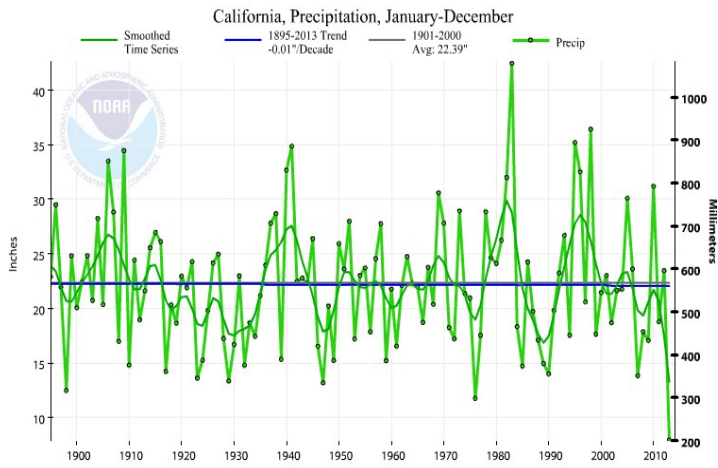 California, Precipitation, January-December
Smoothed
Time Series
1895-2013 Trend
-0.01"/Decade
1901-2000
Avg: 22.39"
Precip
NOAA
NATIONAL OCEANIC AND ATMOSPHERIC ADMINISTRATION
U.S. DEPARTMENT OF COMMERCE
Inches
40
35
30
25
20
15
10
1000
900
800
700
600
500
400
300
200
Millimeters
1900
1910
1920
1930
1940
1950
1960
1970
1980
1990
2000
2010